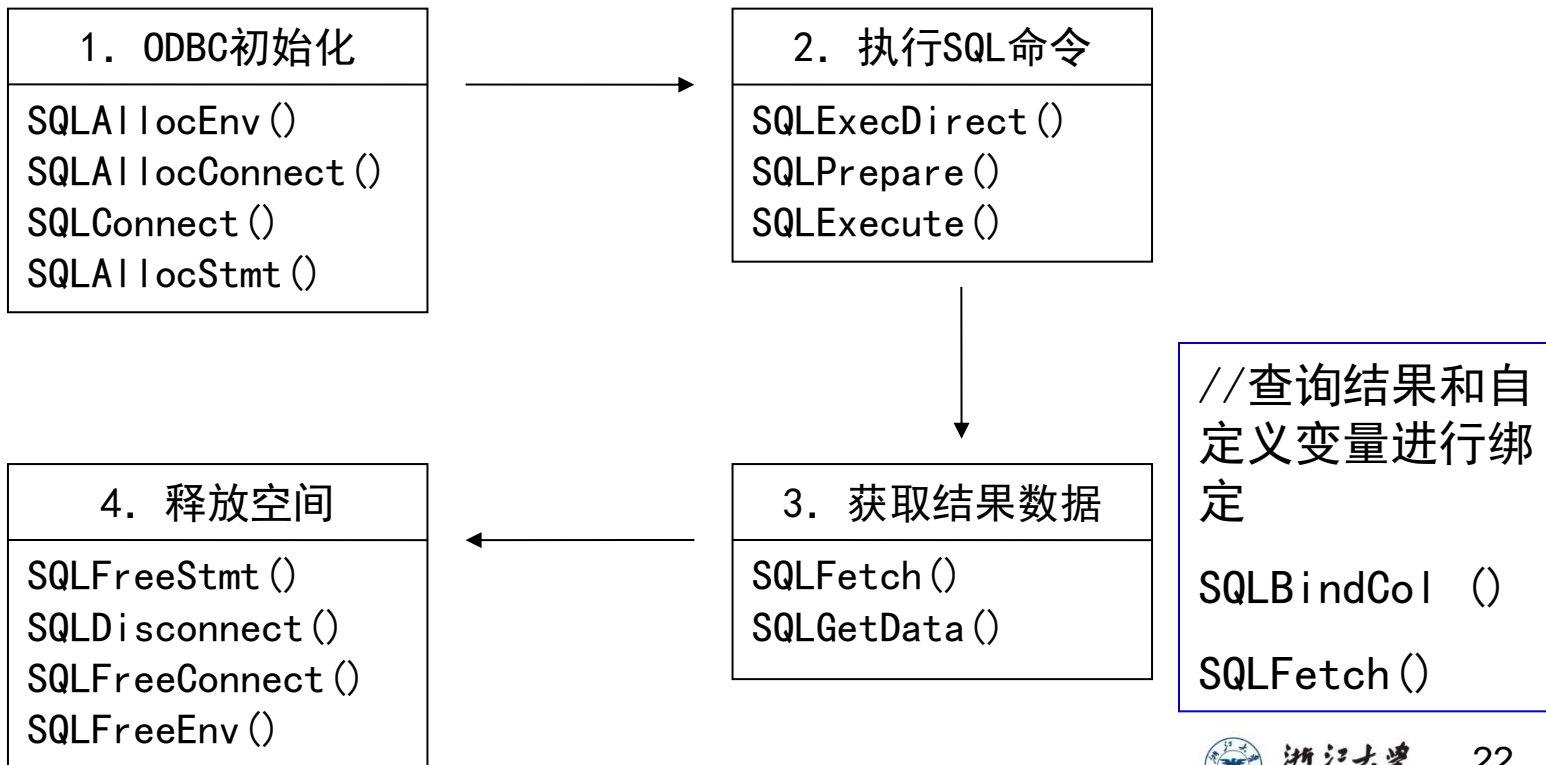 1. ODBC初始化
SQLAllocEnv()
SQLAllocConnect()
SQLConnect()
SQLAllocStmt()
2. 执行SQL命令
SQLExecDirect()
SQLPrepare()
SQLExecute()
//查询结果和自
定义变量进行绑
定
SQLBindCol ()
SQLFetch()
3. 获取结果数据
SQLFetch()
SQLGetData()
4. 释放空间
SQLFreeStmt()
SQLDisconnect()
SQLFreeConnect()
SQLFreeEnv()
浙江大学
22